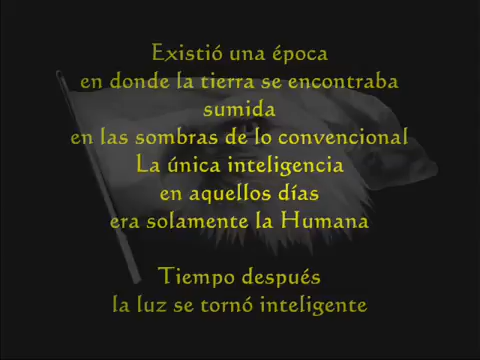 Existió una época
en donde la tierra se encontraba
sumida
en las sombras de lo convencional
La única inteligencia
en aquellos días
era solamente la Humana
Tiempo después
la luz se tornó inteligente